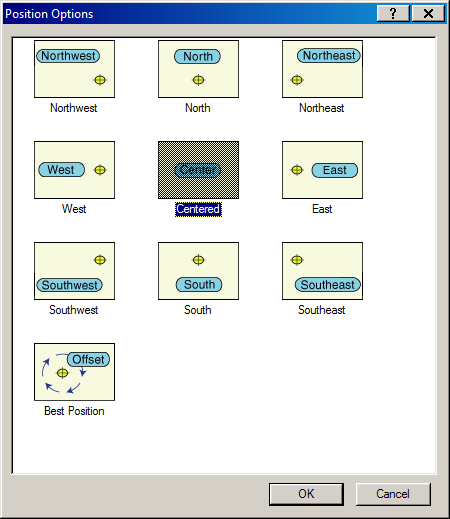 Position Options
Northwest North Northeast
Northwest North Northeast
West Center East
West Centered East
Southwest South Southeast
Southwest South Southeast
Offset
Best Position
OK Cancel